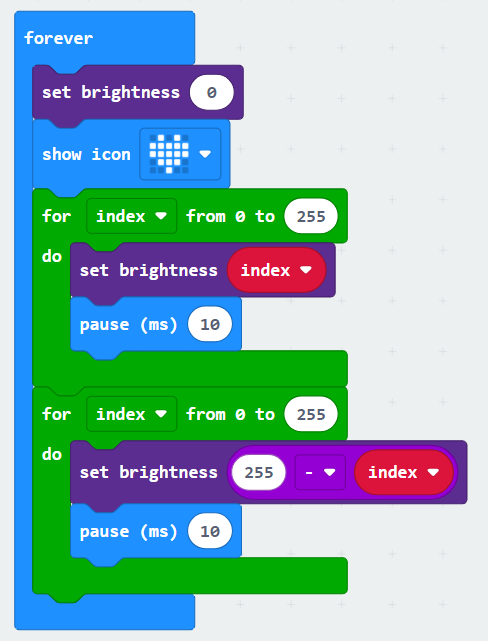 forever
set brightness 0
show icon
for index from 0 to 255
do
set brightness index
pause (ms) 10
for index from 0 to 255
do
set brightness 255 - index
pause (ms) 10